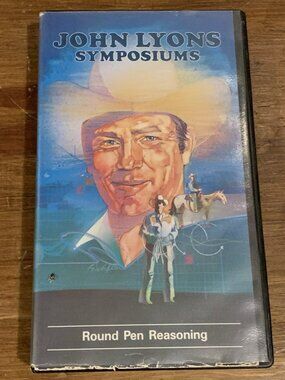 JOHN LYONS
SYMPOSIUMS
Round Pen Reasoning